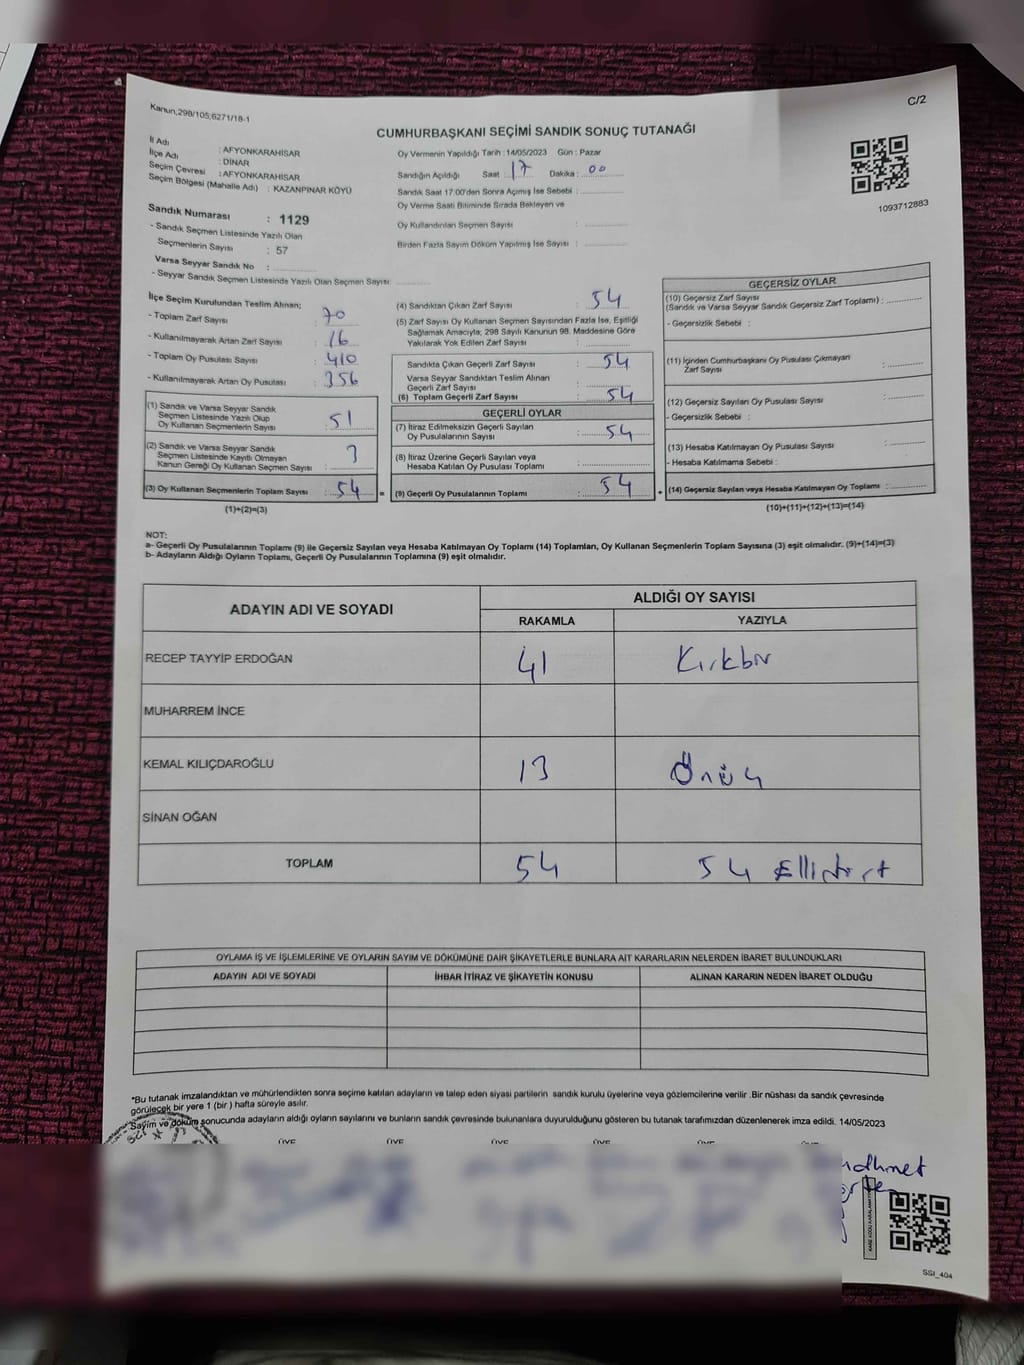 C/2
Kanun;298/105;6271/18-1
CUMHURBAŞKANI SEÇİMİ SANDIK SONUÇ TUTANAĞI
İl Adı : AFYONKARAHİSAR
İlçe Adı : DİNAR
Seçim Çevresi : AFYONKARAHİSAR
Seçim Bölgesi (Mahalle Adı) : KAZANPINAR KÖYÜ
Sandık Numarası : 1129
- Sandık Seçmen Listesinde Yazılı Olan
Seçmenlerin Sayısı : 57
Varsa Seyyar Sandık No :
- Seyyar Sandık Seçmen Listesinde Yazılı Olan Seçmen Sayısı:
Oy Vermenin Yapıldığı Tarih : 14/05/2023 Gün : Pazar
Sandığın Açıldığı Saat : 17 Dakika : 00
Sandık Saat 17:00'den Sonra Açılmış İse Sebebi :
Oy Verme Saati Bitiminde Sırada Bekleyen ve
Oy Kullandırılan Seçmen Sayısı :
Birden Fazla Sayım Döküm Yapılmış İse Sayısı :
1093712883
İlçe Seçim Kurulundan Teslim Alınan;
- Toplam Zarf Sayısı : 70
- Kullanılmayarak Artan Zarf Sayısı : 16
- Toplam Oy Pusulası Sayısı : 410
- Kullanılmayarak Artan Oy Pusulası : 356
(1) Sandık ve Varsa Seyyar Sandık
Seçmen Listesinde Yazılı Olup
Oy Kullanan Seçmenlerin Sayısı : 51
(2) Sandık ve Varsa Seyyar Sandık
Seçmen Listesinde Kayıtlı Olmayan
Kanun Gereği Oy Kullanan Seçmen Sayısı : 3
(3) Oy Kullanan Seçmenlerin Toplam Sayısı : 54 =
(1)+(2)=(3)
(4) Sandıktan Çıkan Zarf Sayısı : 54
(5) Zarf Sayısı Oy Kullanan Seçmen Sayısından Fazla İse, Eşitliği
Sağlamak Amacıyla; 298 Sayılı Kanunun 98. Maddesine Göre
Yakılarak Yok Edilen Zarf Sayısı :
Sandıkta Çıkan Geçerli Zarf Sayısı : 54
Varsa Seyyar Sandıktan Teslim Alınan
Geçerli Zarf Sayısı :
(6) Toplam Geçerli Zarf Sayısı : 54
GEÇERLİ OYLAR
(7) İtiraz Edilmeksizin Geçerli Sayılan
Oy Pusulalarının Sayısı : 54
(8) İtiraz Üzerine Geçerli Sayılan veya
Hesaba Katılan Oy Pusulası Toplamı :
(9) Geçerli Oy Pusulalarının Toplamı : 54 +
GEÇERSİZ OYLAR
(10) Geçersiz Zarf Sayısı
(Sandık ve Varsa Seyyar Sandık Geçersiz Zarf Toplamı) :
- Geçersizlik Sebebi :
(11) İçinden Cumhurbaşkanı Oy Pusulası Çıkmayan
Zarf Sayısı :
(12) Geçersiz Sayılan Oy Pusulası Sayısı :
- Geçersizlik Sebebi :
(13) Hesaba Katılmayan Oy Pusulası Sayısı :
- Hesaba Katılmama Sebebi :
(14) Geçersiz Sayılan veya Hesaba Katılmayan Oy Toplamı :
(10)+(11)+(12)+(13)=(14)
NOT:
a- Geçerli Oy Pusulalarının Toplamı (9) ile Geçersiz Sayılan veya Hesaba Katılmayan Oy Toplamı (14) Toplamları, Oy Kullanan Seçmenlerin Toplam Sayısına (3) eşit olmalıdır. (9)+(14)=(3)
b- Adayların Aldığı Oyların Toplamı, Geçerli Oy Pusulalarının Toplamına (9) eşit olmalıdır.
ADAYIN ADI VE SOYADI
ALDIĞI OY SAYISI
RAKAMLA YAZIYLA
RECEP TAYYİP ERDOĞAN 41 Kırkbir
MUHARREM İNCE
KEMAL KILIÇDAROĞLU 13 Önüç
SİNAN OĞAN
TOPLAM 54 54 Ellidört
OYLAMA İŞ VE İŞLEMLERİNE VE OYLARIN SAYIM VE DÖKÜMÜNE DAİR ŞİKAYETLERLE BUNLARA AİT KARARLARIN NELERDEN İBARET BULUNDUKLARI
ADAYIN ADI VE SOYADI İHBAR İTİRAZ VE ŞİKAYETİN KONUSU ALINAN KARARIN NEDEN İBARET OLDUĞU
*Bu tutanak imzalandıktan ve mühürlendikten sonra seçime katılan adayların ve talep eden siyasi partilerin sandık kurulu üyelerine veya gözlemcilerine verilir .Bir nüshası da sandık çevresinde
görülecek bir yere 1 (bir ) hafta süreyle asılır.
Sayım ve döküm sonucunda adayların aldığı oyların sayılarını ve bunların sandık çevresinde bulunanlara duyurulduğunu gösteren bu tutanak tarafımızdan düzenlenerek imza edildi. 14/05/2023
ÜYE ÜYE ÜYE ÜYE ÜYE ÜYE
SSI_404